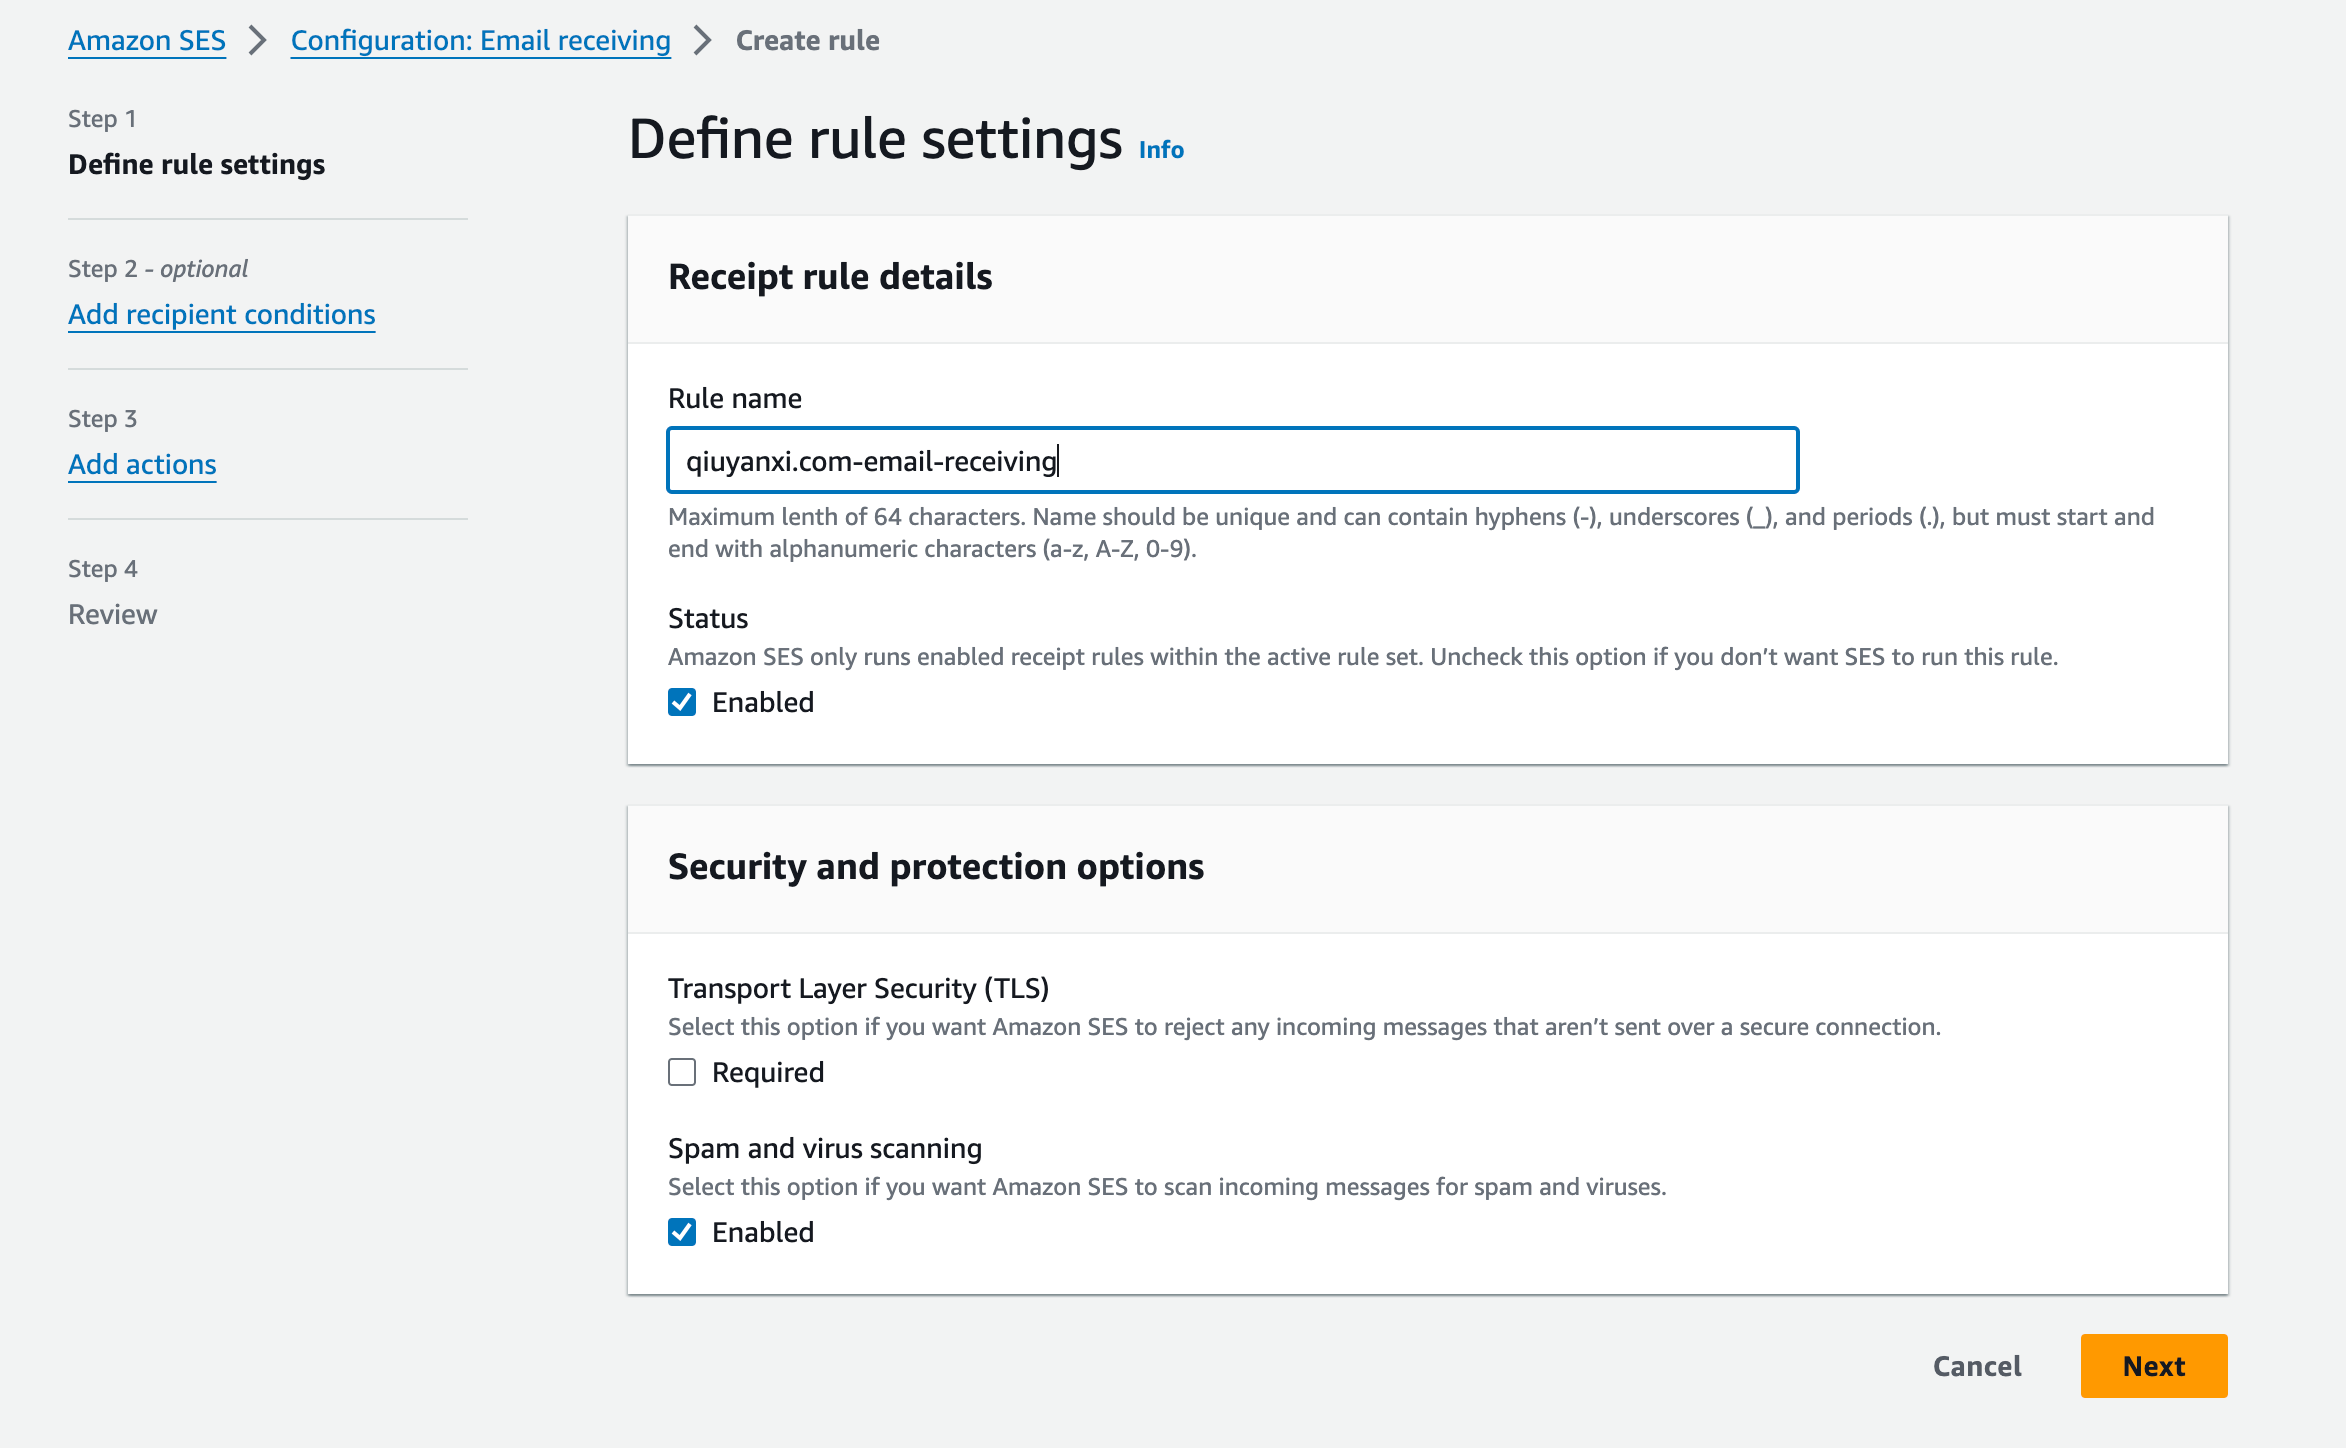 Amazon SES > Configuration: Email receiving > Create rule
Step 1
Define rule settings
Step 2 - optional
Add recipient conditions
Step 3
Add actions
Step 4
Review
Define rule settings Info
Receipt rule details
Rule name
qiuyanxi.com-email-receiving
Maximum lenth of 64 characters. Name should be unique and can contain hyphens (-), underscores (_), and periods (.), but must start and
end with alphanumeric characters (a-z, A-Z, 0-9).
Status
Amazon SES only runs enabled receipt rules within the active rule set. Uncheck this option if you don’t want SES to run this rule.
Enabled
Security and protection options
Transport Layer Security (TLS)
Select this option if you want Amazon SES to reject any incoming messages that aren’t sent over a secure connection.
Required
Spam and virus scanning
Select this option if you want Amazon SES to scan incoming messages for spam and viruses.
Enabled
Cancel
Next